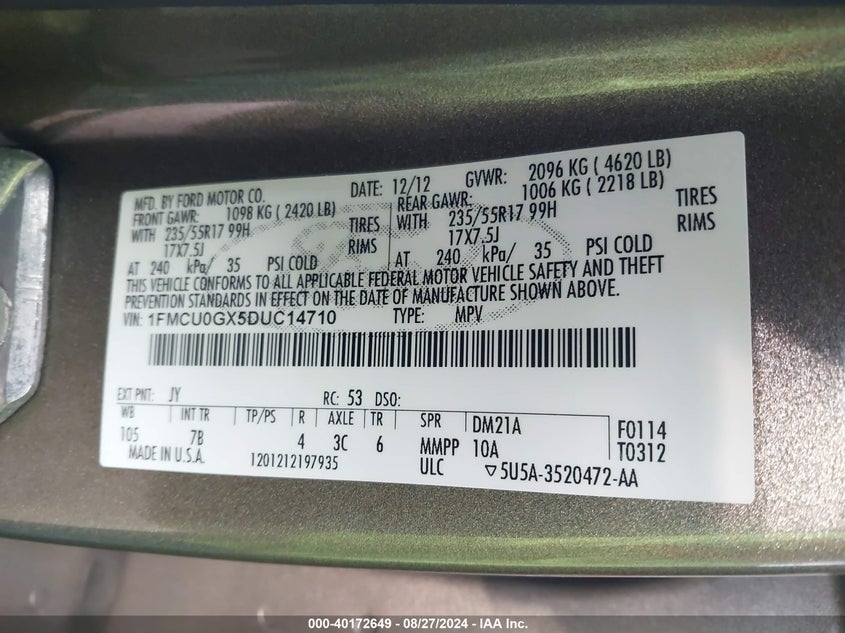 MFD. BY FORD MOTOR CO. DATE: 12/12 GVWR: 2096 KG ( 4620 LB)
FRONT GAWR: 1098 KG ( 2420 LB) REAR GAWR: 1006 KG ( 2218 LB)
WITH 235/55R17 99H TIRES WITH 235/55R17 99H TIRES
17X7.5J RIMS 17X7.5J RIMS
AT 240 kPa/ 35 PSI COLD AT 240 kPa/ 35 PSI COLD
THIS VEHICLE CONFORMS TO ALL APPLICABLE FEDERAL MOTOR VEHICLE SAFETY AND THEFT
PREVENTION STANDARDS IN EFFECT ON THE DATE OF MANUFACTURE SHOWN ABOVE.
VIN: 1FMCU0GX5DUC14710 TYPE: MPV
EXT PNT: JY RC: 53 DSO:
WB INT TR TP/PS R AXLE TR SPR DM21A F0114
105 7B 4 3C 6 MMPP 10A T0312
MADE IN U.S.A. 1201212197935 ULC ▽5U5A-3520472-AA
000-40172649 - 08/27/2024 - IAA Inc.